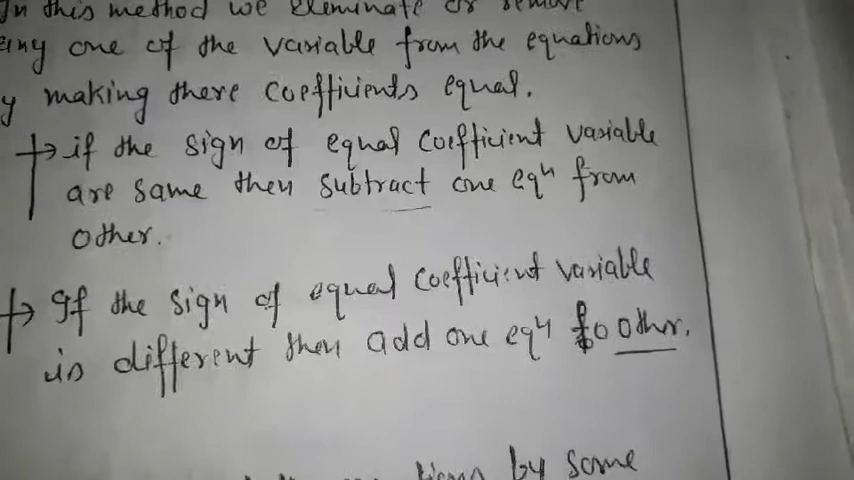 In this method we eleminate or remove
any one of the variable from the equations
y making there coefficients equal.
→ if the sign of equal coefficient variable
are same then subtract one eqn from
other.
→ If the sign of equal coefficient variable
is different then add one eqn to other.
by some